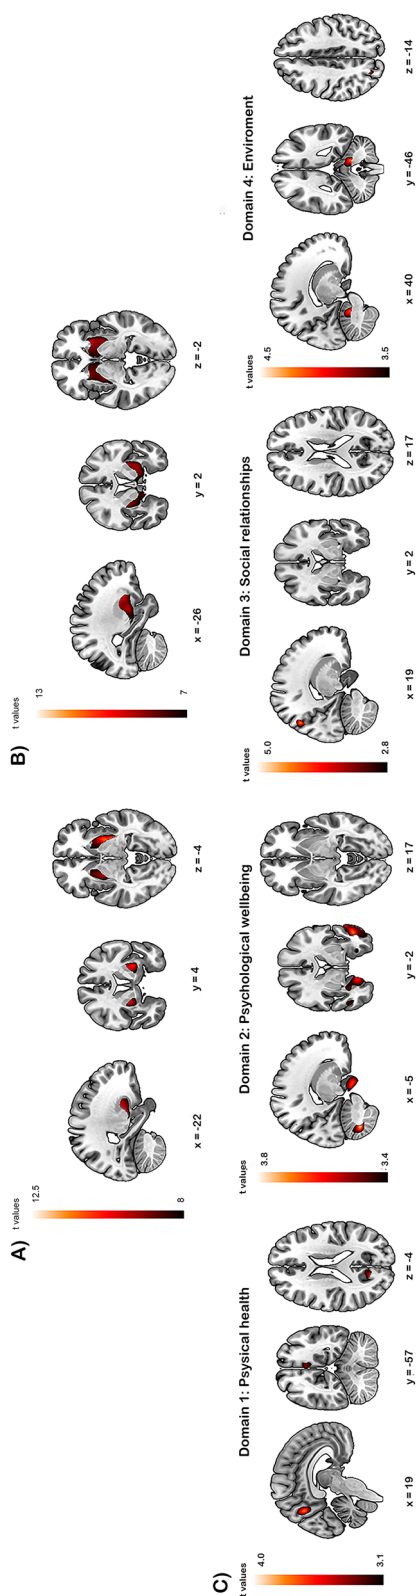 A)
t values
12.5
8
x = -22
y = 4
z = -4
B)
t values
13
7
x = -26
y = 2
z = -2
C)
Domain 1: Psysical health
t values
4.0
3.1
x = 19
y = -57
z = -4
Domain 2: Psychological wellbeing
t values
3.8
3.4
x = -5
y = -2
z = 17
Domain 3: Social relationships
t values
5.0
2.8
x = 19
y = 2
z = 17
Domain 4: Enviroment
t values
4.5
3.5
x = 40
y = -46
z = -14